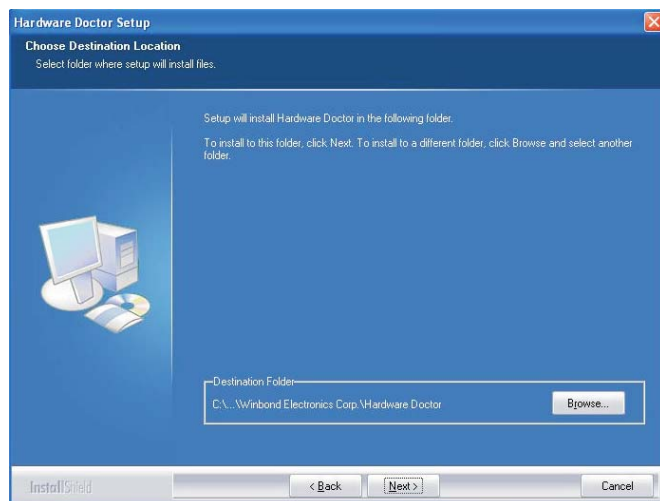 Hardware Doctor Setup
Choose Destination Location
Select folder where setup will install files.
Setup will install Hardware Doctor in the following folder.
To install to this folder, click Next. To install to a different folder, click Browse and select another
folder.
Destination Folder
C:\...\Winbond Electronics Corp.\Hardware Doctor
Browse...
InstallShield
< Back
Next >
Cancel